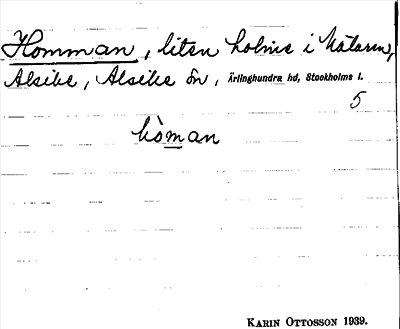 Homman, liten holme i Mälaren,
Alsike, Alsike sn, Ärlinghundra hd, Stockholms l.
5
hòman
KARIN OTTOSSON 1939.